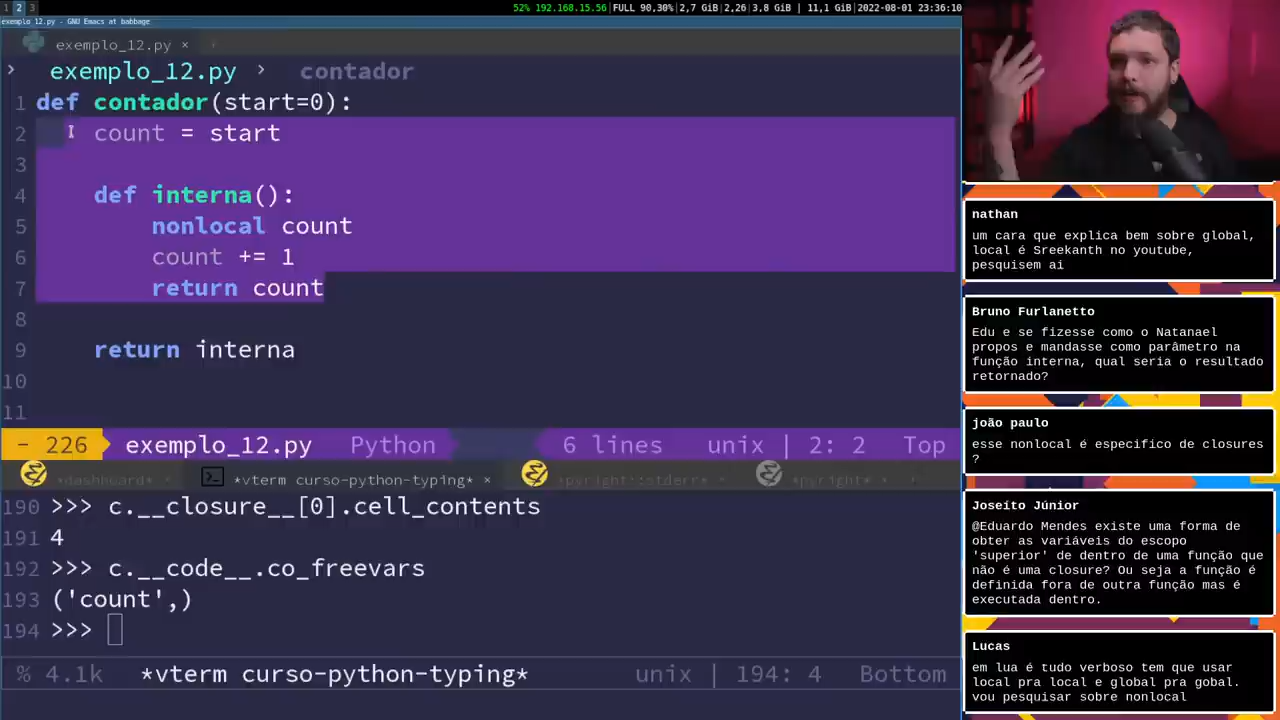 1 2 3 52% 192.168.15.56|FULL 90,30%|2,7 GiB|2,26|3,8 GiB | 11,1 GiB|2022-08-01 23:36:10
exemplo_12.py - GNU Emacs at babbage
exemplo_12.py ×
exemplo_12.py › contador
1 def contador(start=0):
2 count = start
3
4 def interna():
5 nonlocal count
6 count += 1
7 return count
8
9 return interna
10
11
- 226 exemplo_12.py Python 6 lines unix | 2: 2 Top
*dashboard* *vterm curso-python-typing* × *pyright::stderr* *pyright*
190 >>> c.__closure__[0].cell_contents
191 4
192 >>> c.__code__.co_freevars
193 ('count',)
194 >>>
% 4.1k *vterm curso-python-typing* unix | 194: 4 Bottom
nathan
um cara que explica bem sobre global,
local é Sreekanth no youtube,
pesquisem ai
Bruno Furlanetto
Edu e se fizesse como o Natanael
propos e mandasse como parâmetro na
função interna, qual seria o resultado
retornado?
joão paulo
esse nonlocal é especifico de closures
?
Joseíto Júnior
@Eduardo Mendes existe uma forma de
obter as variáveis do escopo
'superior' de dentro de uma função que
não é uma closure? Ou seja a função é
definida fora de outra função mas é
executada dentro.
Lucas
em lua é tudo verboso tem que usar
local pra local e global pra gobal.
vou pesquisar sobre nonlocal